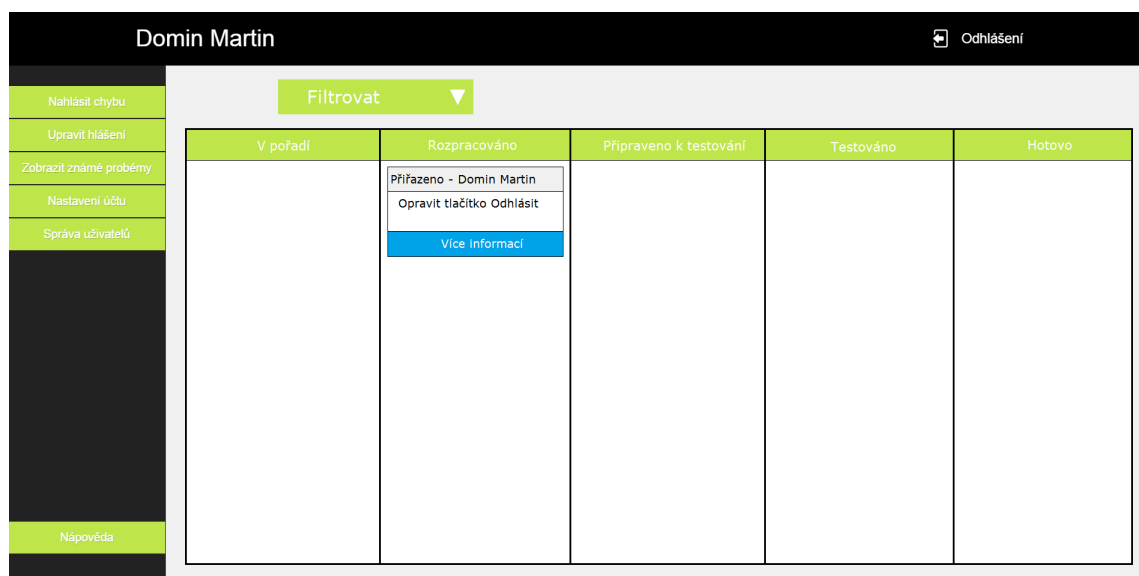 Domin Martin
Odhlášení
Nahlásit chybu
Upravit hlášení
Zobrazit známé probémy
Nastavení účtu
Správa uživatelů
Nápověda
Filtrovat
V pořadí
Rozpracováno
Připraveno k testování
Testováno
Hotovo
Přiřazeno - Domin Martin
Opravit tlačítko Odhlásit
Více informací